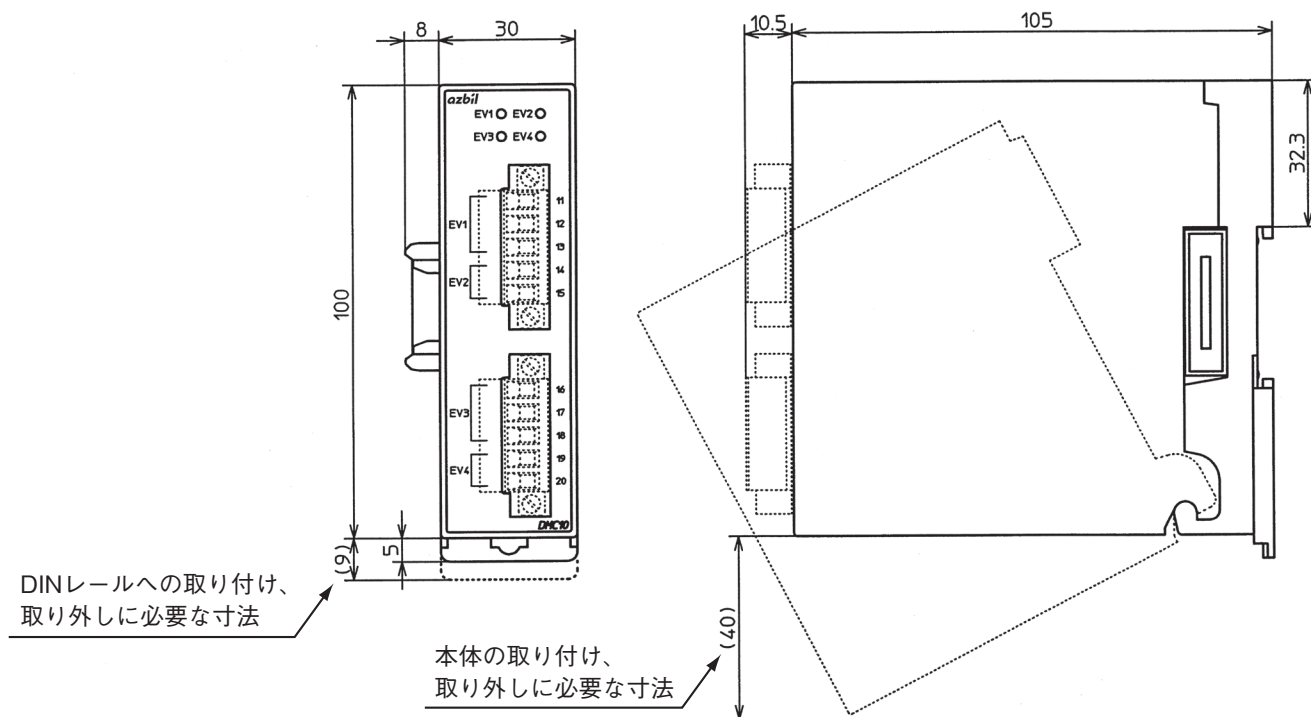 8
30
10.5
105
azbil
EV1 EV2
EV3 EV4
100
32.3
EV1
EV2
11
12
13
14
15
EV3
EV4
16
17
18
19
20
DMC10
(9)
5
DINレールへの取り付け、
取り外しに必要な寸法
(40)
本体の取り付け、
取り外しに必要な寸法